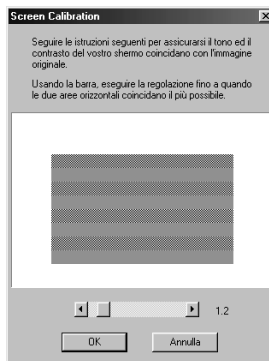 Screen Calibration
Seguire le istruzioni seguenti per assicurarsi il tono ed il
contrasto del vostro shermo coincidano con l'immagine
originale.
Usando la barra, eseguire la regolazione fino a quando
le due aree orizzontali coincidano il più possibile.
1.2
OK
Annulla